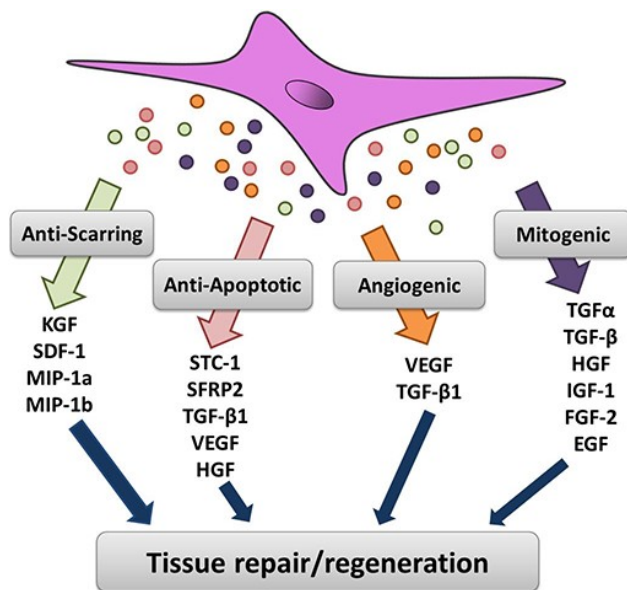 Anti-Scarring
KGF
SDF-1
MIP-1a
MIP-1b
Anti-Apoptotic
STC-1
SFRP2
TGF-β1
VEGF
HGF
Angiogenic
VEGF
TGF-β1
Mitogenic
TGFα
TGF-β
HGF
IGF-1
FGF-2
EGF
Tissue repair/regeneration